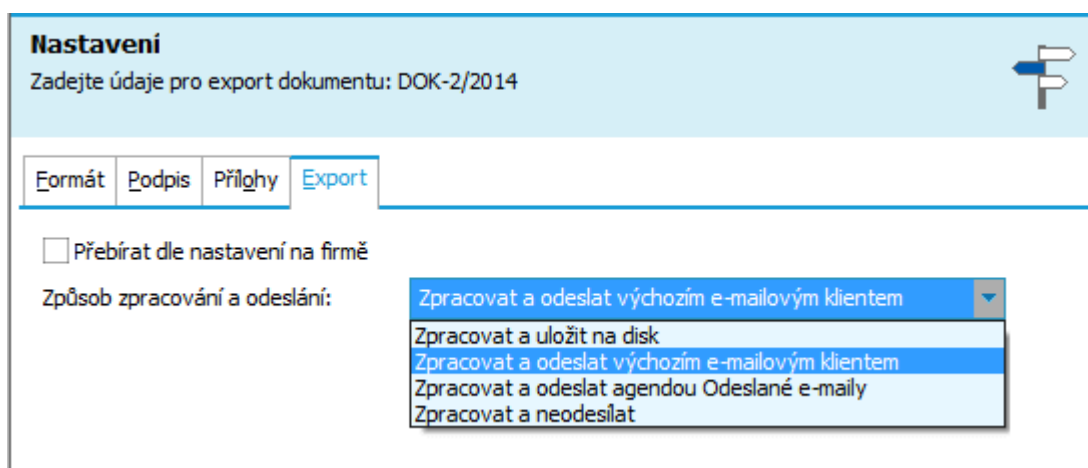 Nastavení
Zadejte údaje pro export dokumentu: DOK-2/2014
Formát Podpis Přílohy Export
Přebírat dle nastavení na firmě
Způsob zpracování a odeslání: Zpracovat a odeslat výchozím e-mailovým klientem
Zpracovat a uložit na disk
Zpracovat a odeslat výchozím e-mailovým klientem
Zpracovat a odeslat agendou Odeslané e-maily
Zpracovat a neodesílat